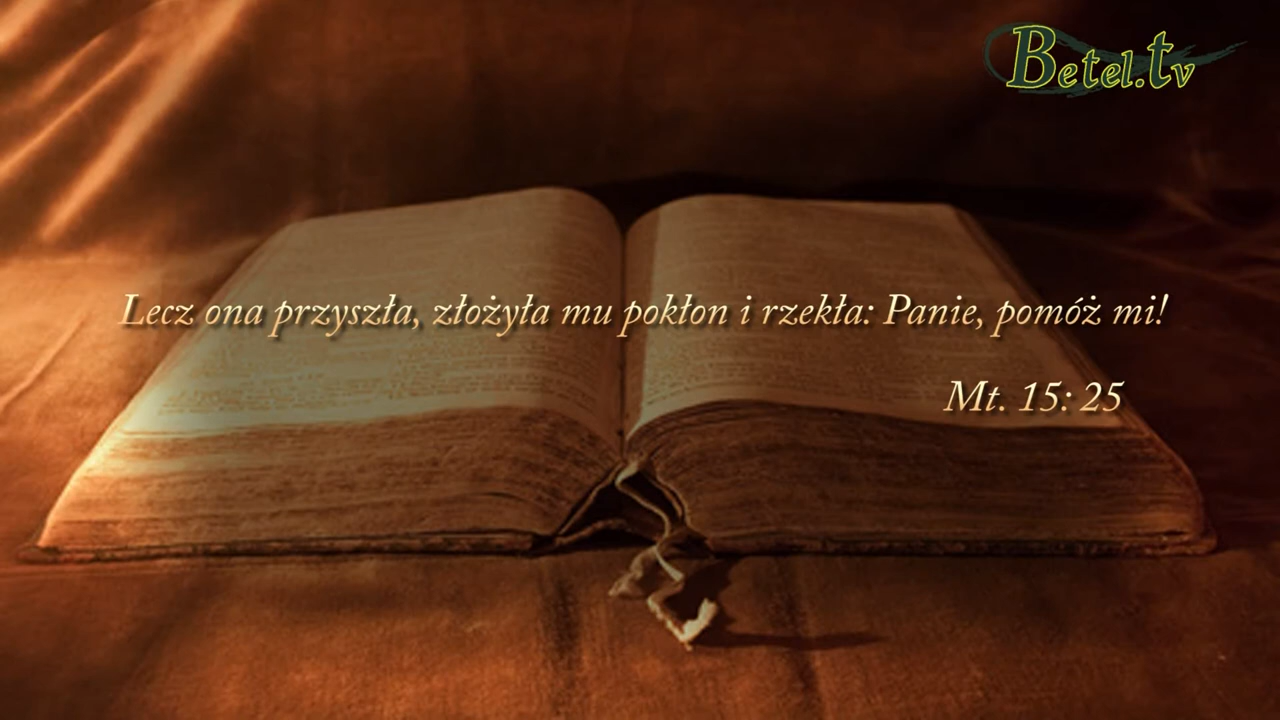 Betel.tv
Lecz ona przyszła, złożyła mu pokłon i rzekła: Panie, pomóż mi!
Mt. 15: 25